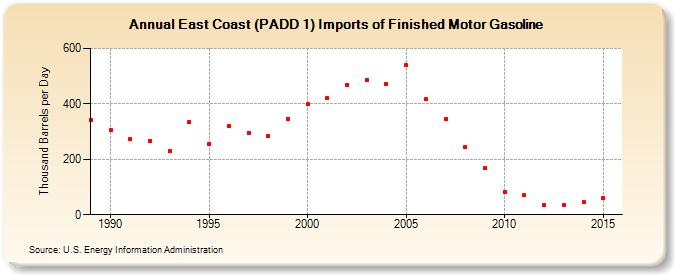 Annual East Coast (PADD 1) Imports of Finished Motor Gasoline
Thousand Barrels per Day
600
400
200
0
1990 1995 2000 2005 2010 2015
Source: U.S. Energy Information Administration